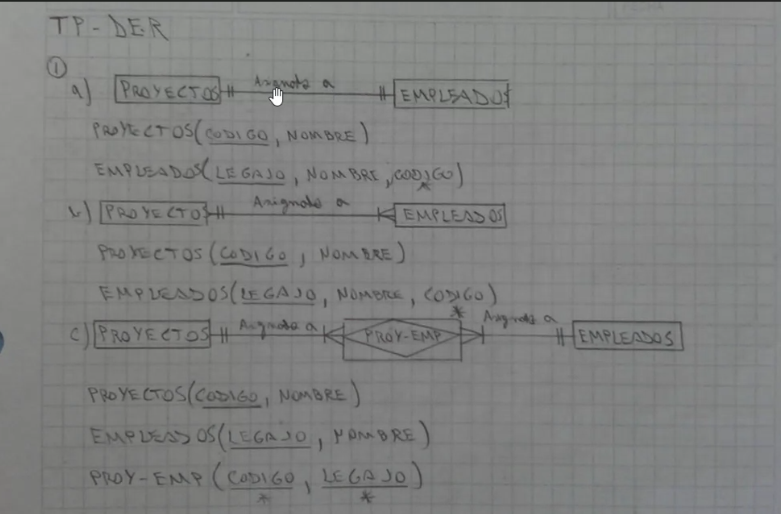 TP-DER
①
a) PROYECTOS Asignado a EMPLEADOS
PROYECTOS(CODIGO, NOMBRE)
EMPLEADOS(LEGAJO, NOMBRE, CODIGO)
*
b) PROYECTOS Asignado a EMPLEADOS
PROYECTOS(CODIGO, NOMBRE)
EMPLEADOS(LEGAJO, NOMBRE, CODIGO)
*
c) PROYECTOS Asignado a PROY-EMP Asignado a EMPLEADOS
PROYECTOS(CODIGO, NOMBRE)
EMPLEADOS(LEGAJO, NOMBRE)
PROY-EMP(CODIGO, LEGAJO)
* *